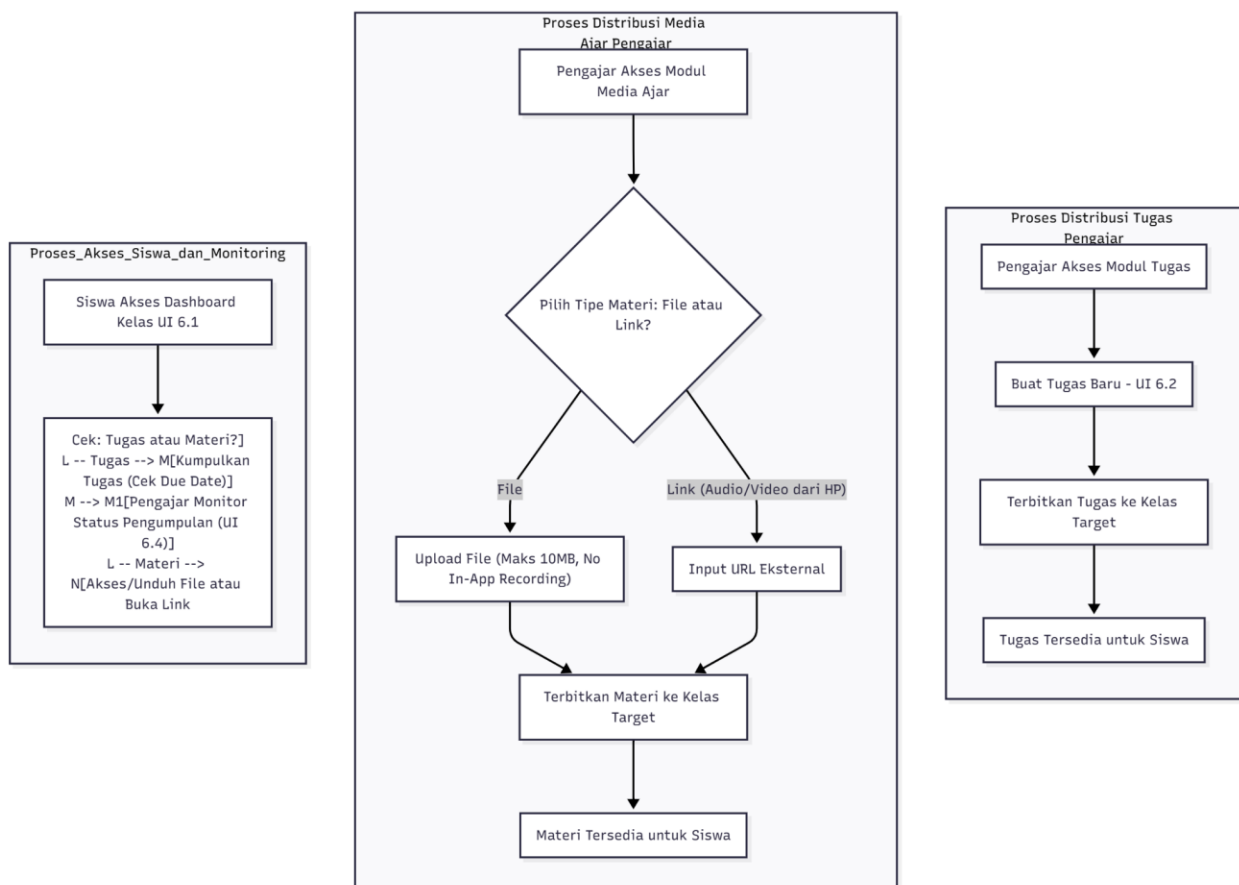 Proses_Akses_Siswa_dan_Monitoring
Siswa Akses Dashboard
Kelas UI 6.1
Cek: Tugas atau Materi?]
L -- Tugas --> M[Kumpulkan
Tugas (Cek Due Date)]
M --> M1[Pengajar Monitor
Status Pengumpulan (UI
6.4)]
L -- Materi -->
N[Akses/Unduh File atau
Buka Link
Proses Distribusi Media
Ajar Pengajar
Pengajar Akses Modul
Media Ajar
Pilih Tipe Materi: File atau
Link?
File
Link (Audio/Video dari HP)
Upload File (Maks 10MB, No
In-App Recording)
Input URL Eksternal
Terbitkan Materi ke Kelas
Target
Materi Tersedia untuk Siswa
Proses Distribusi Tugas
Pengajar
Pengajar Akses Modul Tugas
Buat Tugas Baru - UI 6.2
Terbitkan Tugas ke Kelas
Target
Tugas Tersedia untuk Siswa